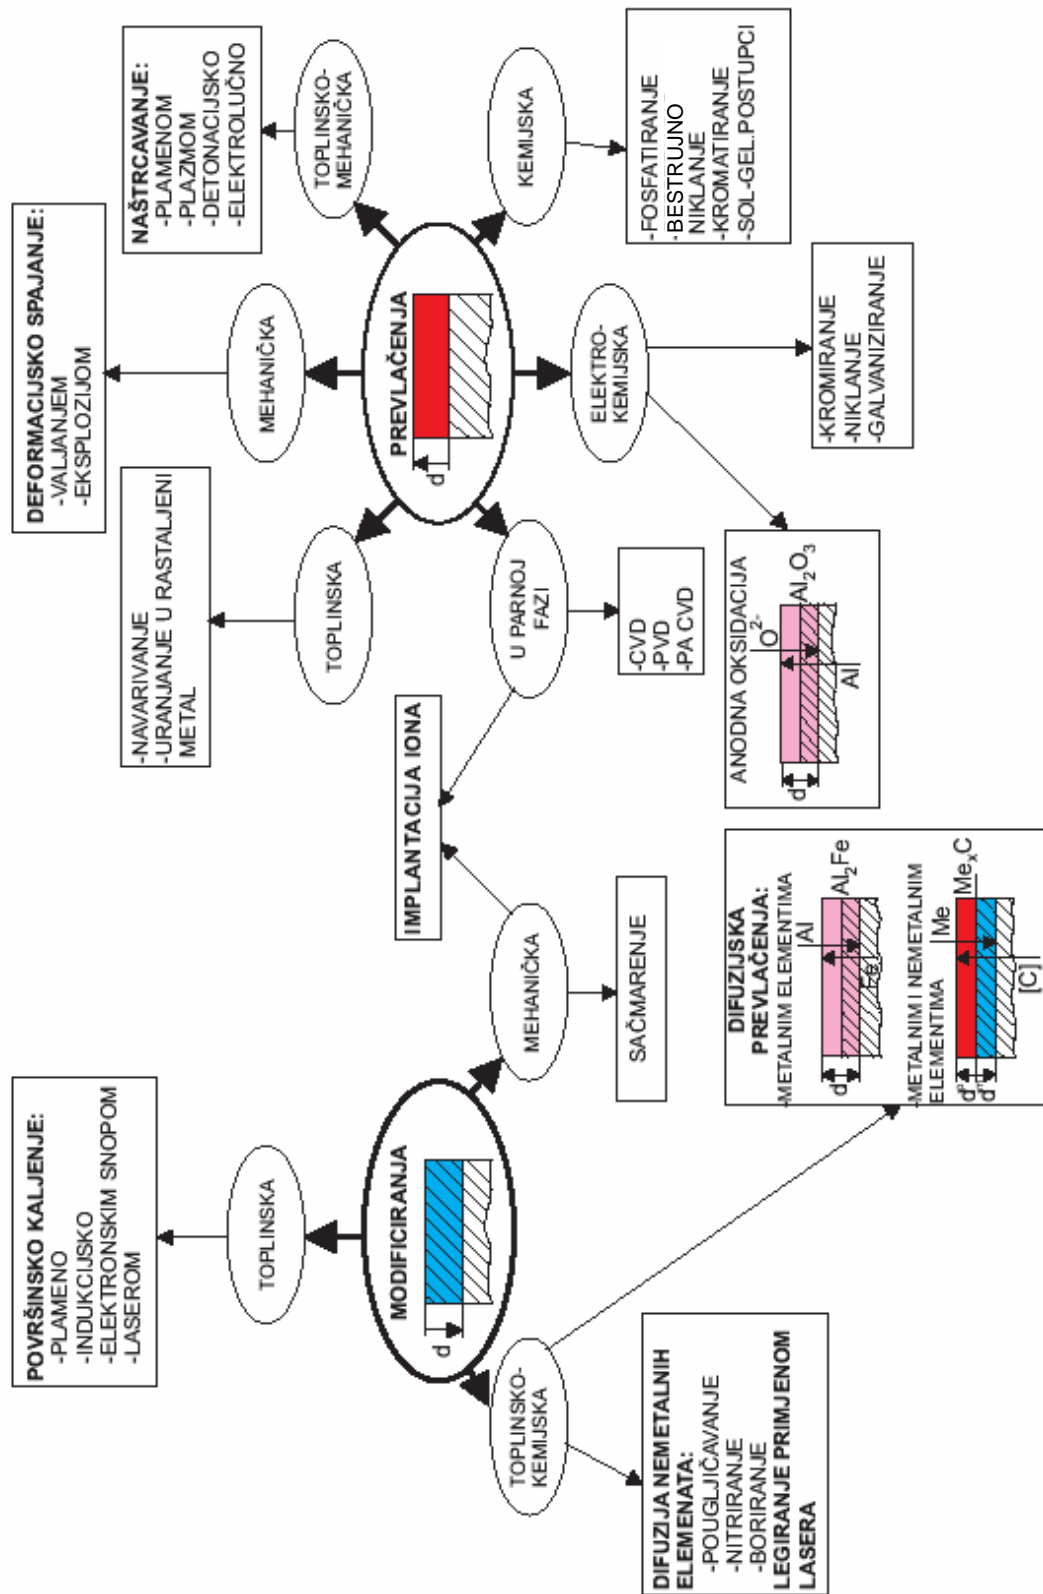 POVRŠINSKO KALJENJE:
-PLAMENO
-INDUKCIJSKO
-ELEKTRONSKIM SNOPOM
-LASEROM
TOPLINSKA
MODIFICIRANJA
d
TOPLINSKO-
KEMIJSKA
MEHANIČKA
DIFUZIJA NEMETALNIH
ELEMENATA:
-POUGLJIČAVANJE
-NITRIRANJE
-BORIRANJE
LEGIRANJE PRIMJENOM
LASERA
SAČMARENJE
IMPLANTACIJA IONA
DIFUZIJSKA
PREVLAČENJA:
-METALNIM ELEMENTIMA
Al
d
Al2Fe
Fe
-METALNIM I NEMETALNIM
ELEMENTIMA
Me
MexC
[C]
DEFORMACIJSKO SPAJANJE:
-VALJANJEM
-EKSPLOZIJOM
-NAVARIVANJE
-URANJANJE U RASTALJENI
METAL
NAŠTRCAVANJE:
-PLAMENOM
-PLAZMOM
-DETONACIJSKO
-ELEKTROLUČNO
TOPLINSKA
MEHANIČKA
TOPLINSKO-
MEHANIČKA
PREVLAČENJA
d
U PARNOJ
FAZI
ELEKTRO-
KEMIJSKA
KEMIJSKA
-CVD
-PVD
-PA CVD
-FOSFATIRANJE
-BESTRUJNO
NIKLANJE
-KROMATIRANJE
-SOL-GEL.POSTUPCI
ANODNA OKSIDACIJA
O2-
d
Al2O3
Al
-KROMIRANJE
-NIKLANJE
-GALVANIZIRANJE